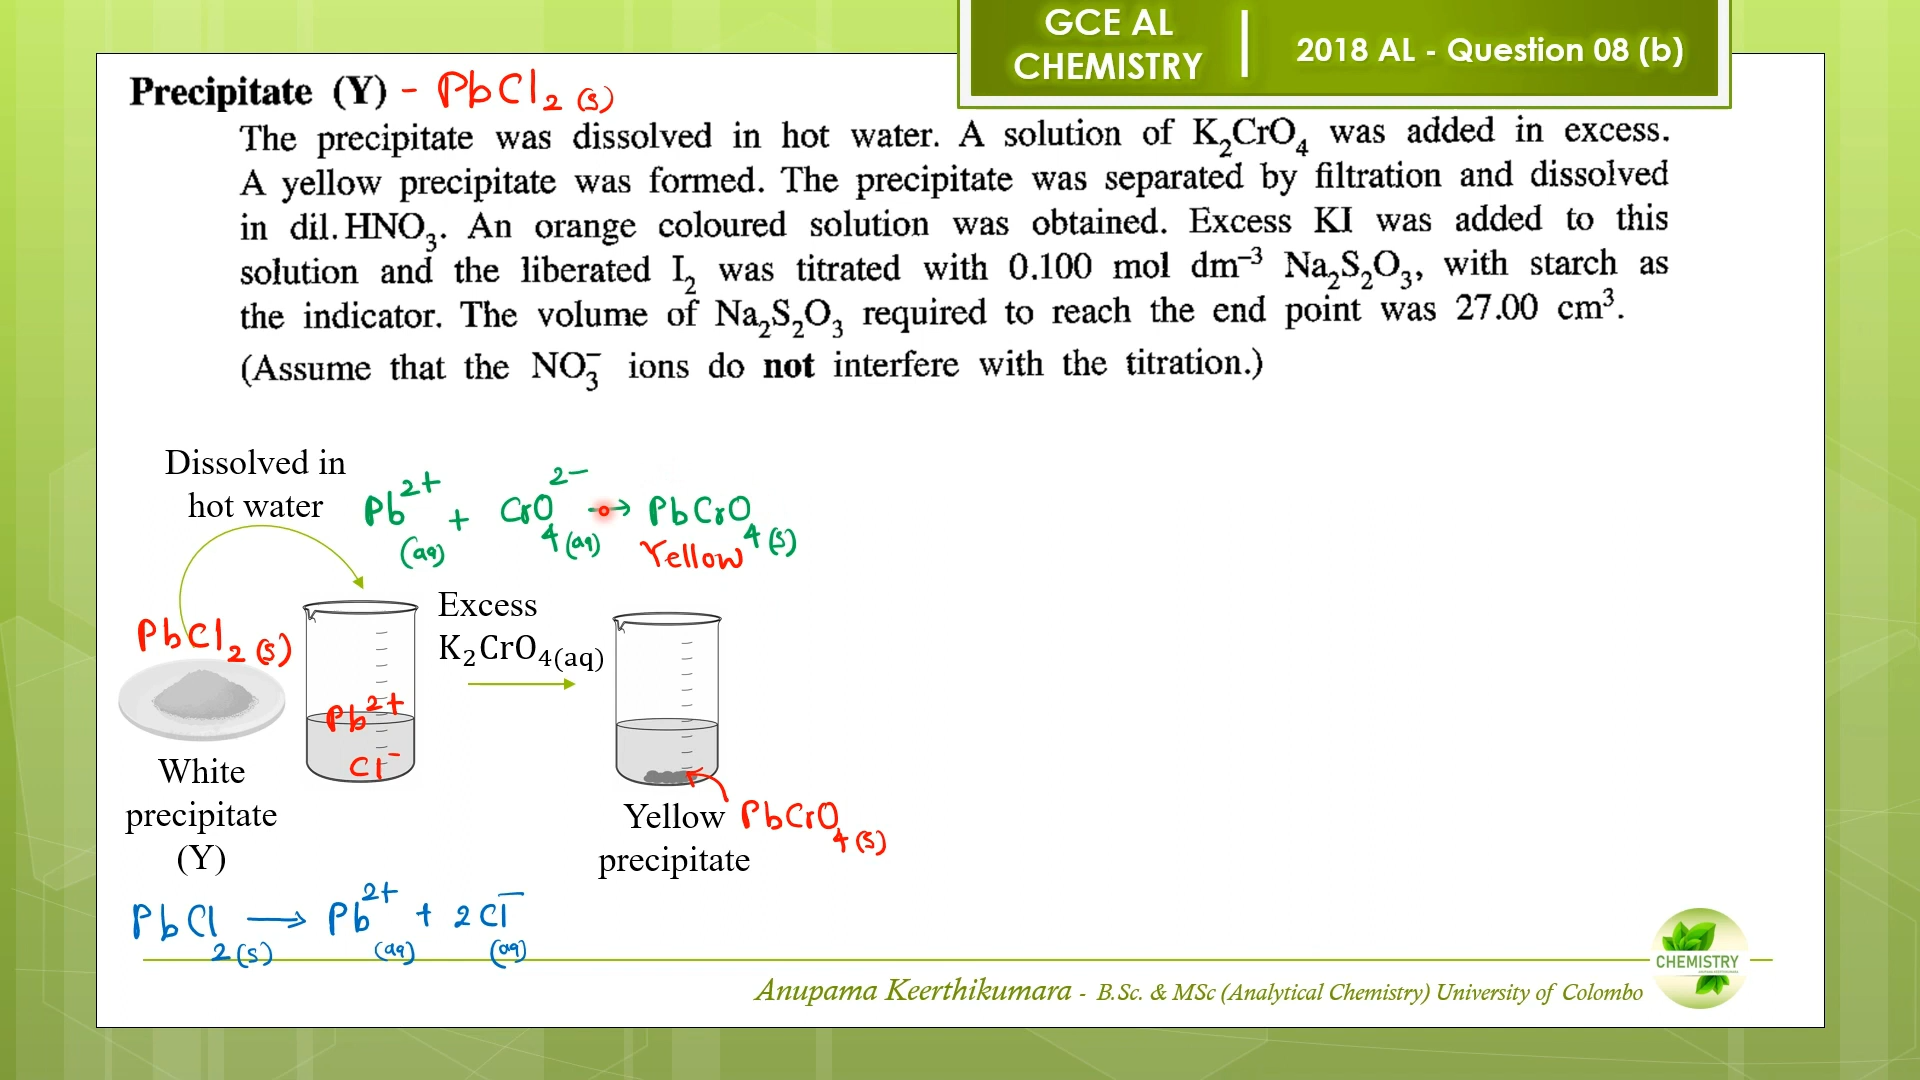 GCE AL
CHEMISTRY
2018 AL - Question 08 (b)
Precipitate (Y) - PbCl₂ (s)
The precipitate was dissolved in hot water. A solution of K₂CrO₄ was added in excess.
A yellow precipitate was formed. The precipitate was separated by filtration and dissolved
in dil. HNO₃. An orange coloured solution was obtained. Excess KI was added to this
solution and the liberated I₂ was titrated with 0.100 mol dm⁻³ Na₂S₂O₃, with starch as
the indicator. The volume of Na₂S₂O₃ required to reach the end point was 27.00 cm³.
(Assume that the NO₃⁻ ions do not interfere with the titration.)
Dissolved in
hot water
Pb²⁺(aq) + CrO₄²⁻(aq) → PbCrO₄(s)
Yellow
Excess
K₂CrO₄(aq)
PbCl₂ (s)
Pb²⁺
Cl⁻
White
precipitate
(Y)
Yellow PbCrO₄(s)
precipitate
PbCl₂(s) → Pb²⁺(aq) + 2Cl⁻(aq)
CHEMISTRY
Anupama Keerthikumara - B.Sc. & MSc (Analytical Chemistry) University of Colombo